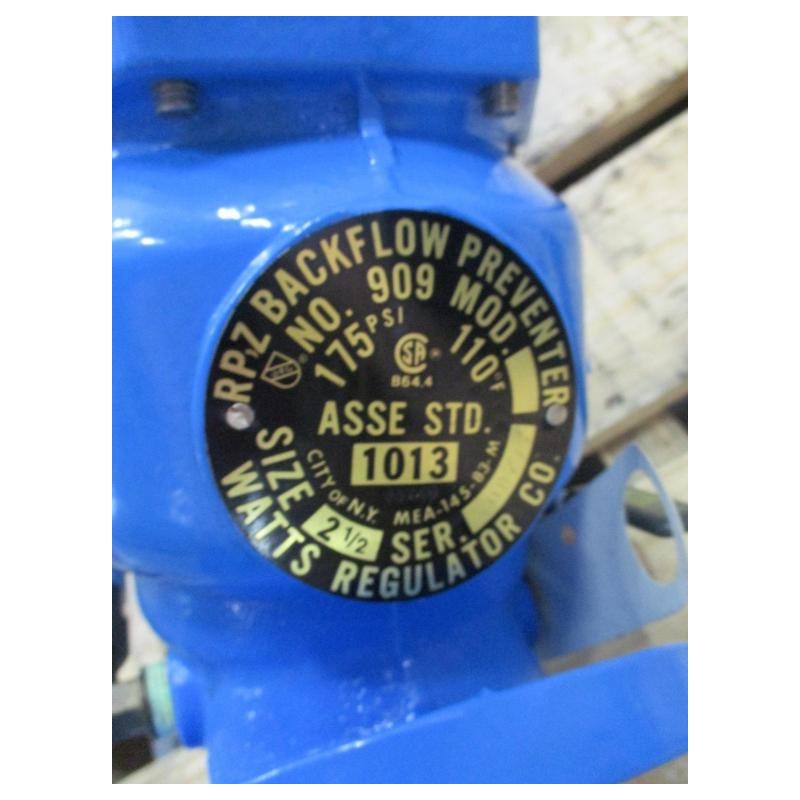 RPZ BACKFLOW PREVENTER
NO. 909 MOD.
175 PSI
110°F
SA
B64.4
ASSE STD.
1013
CITY OF N.Y. MEA-145-83-M
SIZE 2 1/2 SER.
WATTS REGULATOR CO.